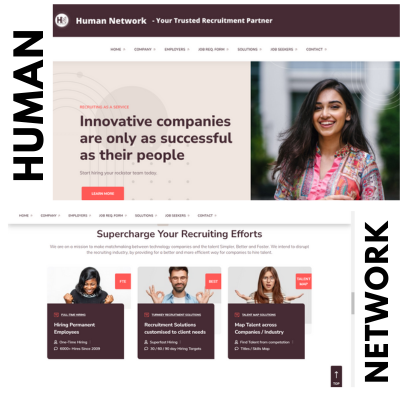 HUMAN
Human Network - Your Trusted Recruitment Partner
HOME COMPANY EMPLOYERS JOB REQ. FORM SOLUTIONS JOB SEEKERS CONTACT
RECRUITING AS A SERVICE
Innovative companies
are only as successful
as their people
Start hiring your rockstar team today.
LEARN MORE
HOME COMPANY EMPLOYERS JOB REQ. FORM SOLUTIONS JOB SEEKERS CONTACT
Supercharge Your Recruiting Efforts
We are on a mission to make matchmaking between technology companies and the talent Simpler, Better and Faster. We intend to disrupt
the recruiting industry, by providing for a better and more efficient way for companies to hire talent.
FTE
FULL-TIME HIRING
Hiring Permanent
Employees
One-Time Hiring
6000+ Hires Since 2009
TURNKEY RECRUITMENT SOLUTIONS
Recruitment Solutions
customised to client needs
Superfast Hiring
30 / 60 / 90 day Hiring Targets
TALENT
MAP
TALENT MAP SOLUTIONS
Map Talent across
Companies / Industry
Find Talent from competation
Titles / Skills Map
TOP
NETWORK